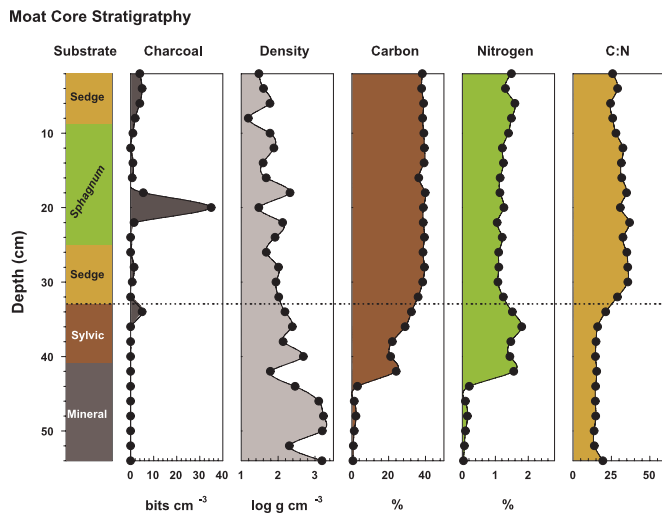 Moat Core Stratigratphy
Substrate Charcoal Density Carbon Nitrogen C:N
Sedge
10
Sphagnum
20
Sedge
30
Sylvic
40
Mineral
50
Depth (cm)
0 10 20 30 40 1 2 3 0 20 40 0 1 2 0 25 50
bits cm -3 log g cm -3 % %